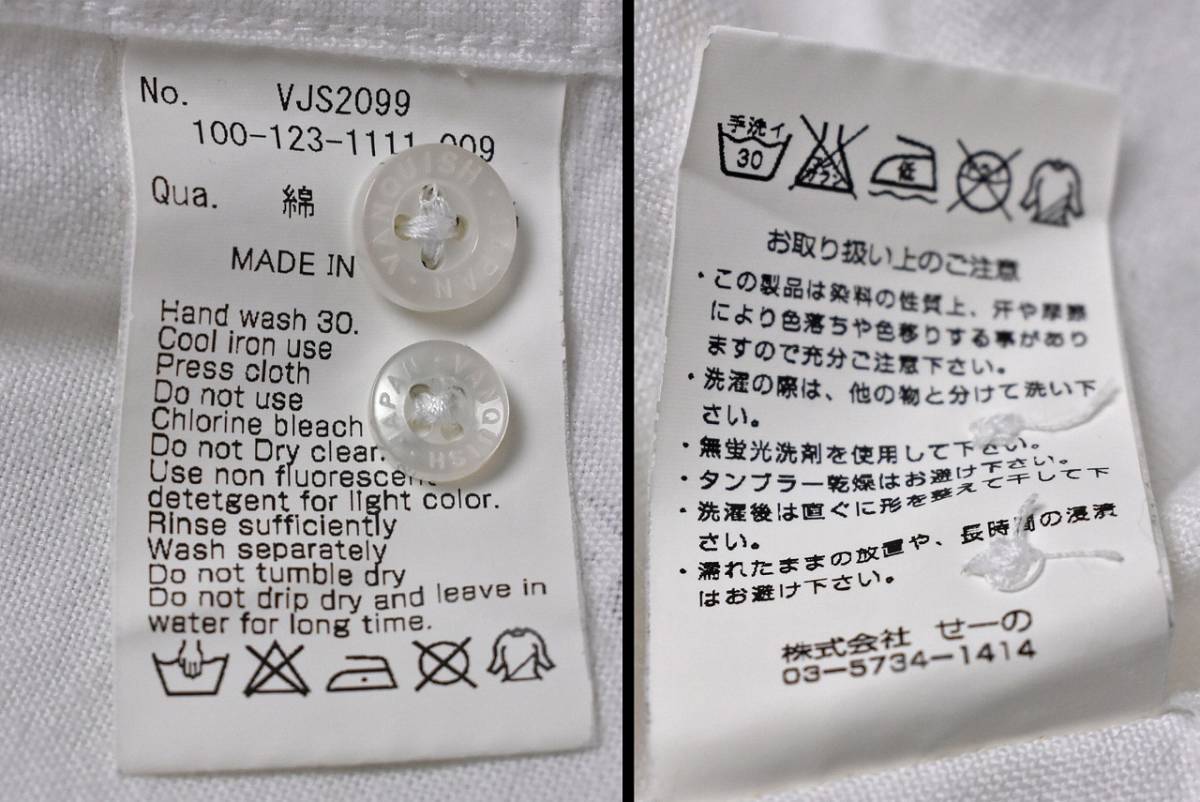 No. VJS2099
100-123-1111 009
Qua. 綿
MADE IN
Hand wash 30.
Cool iron use
Press cloth
Do not use
Chlorine bleach
Do not Dry clean.
Use non fluorescent
detetgent for light color.
Rinse sufficiently
Wash separately
Do not tumble dry
Do not drip dry and leave in
water for long time.
VANQUISH · JAPAN
VANQUISH · JAPAN
手洗イ
30
低
お取り扱い上のご注意
・この製品は染料の性質上、汗や摩擦
により色落ちや色移りする事があり
ますので充分ご注意下さい。
・洗濯の際は、他の物と分けて洗い下
さい。
・無蛍光洗剤を使用して下さい。
・タンブラー乾燥はお避け下さい。
・洗濯後は直ぐに形を整えて干して下
さい。
・濡れたままの放置や、長時間の浸漬
はお避け下さい。
株式会社 せーの
03-5734-1414